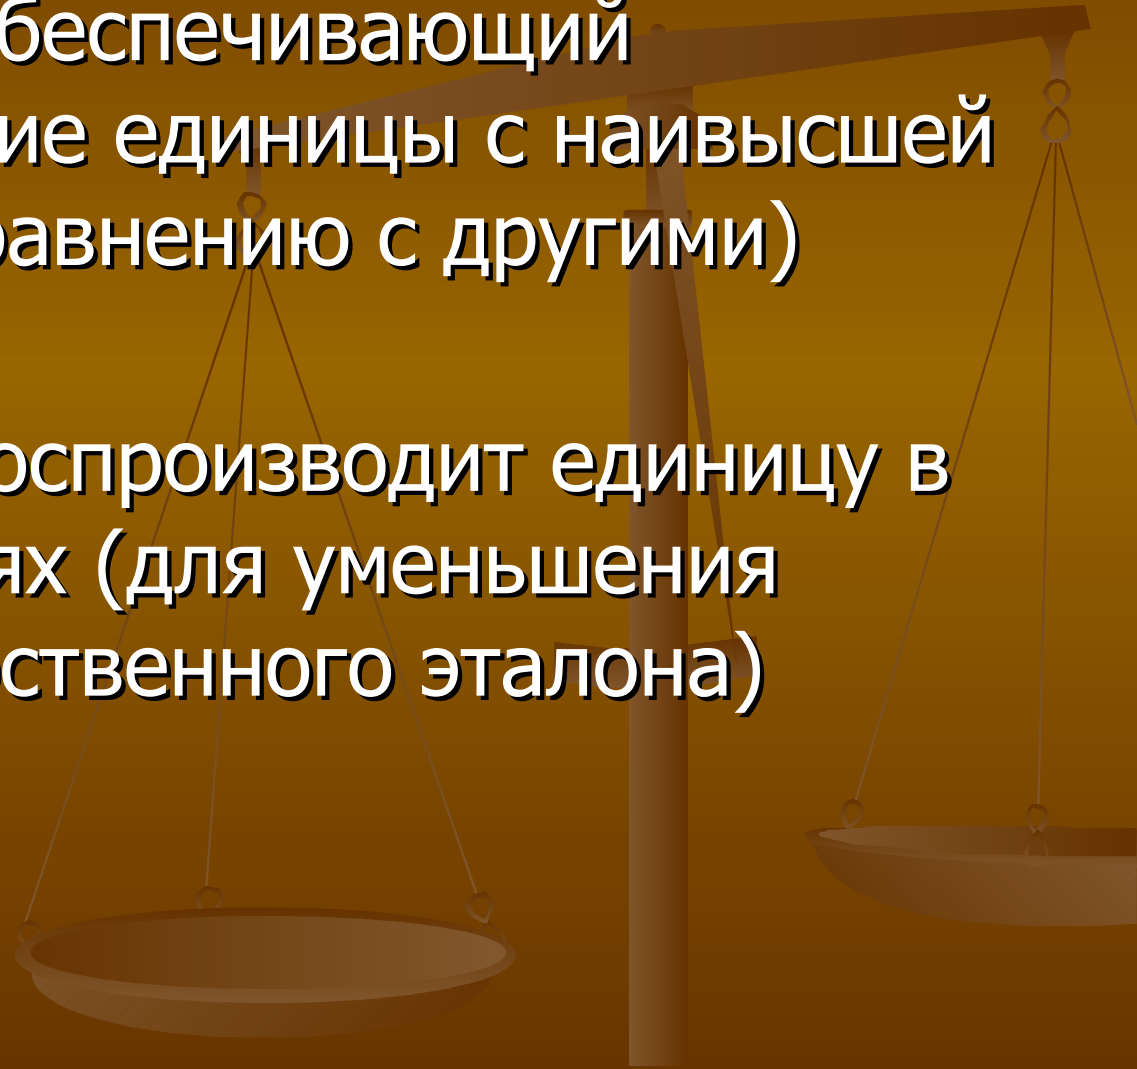 беспечивающий
ие единицы с наивысшей
равнению с другими)
оспроизводит единицу в
ях (для уменьшения
ственного эталона)